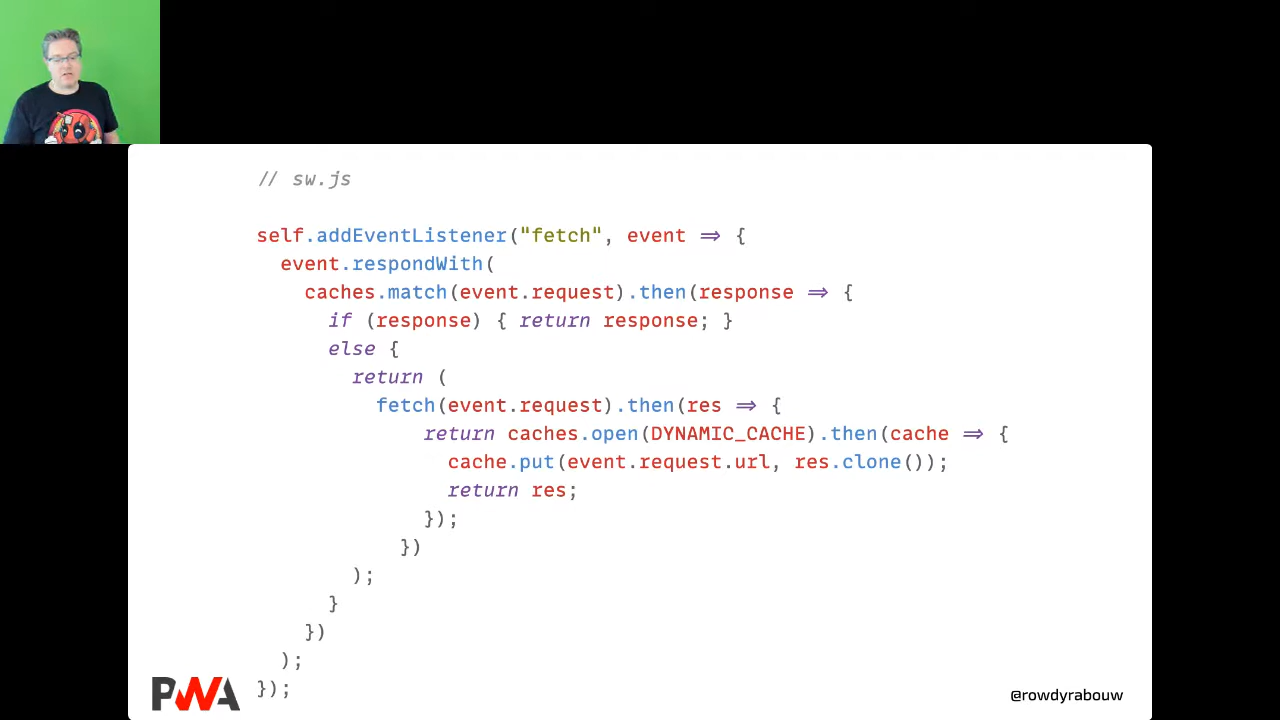 // sw.js
self.addEventListener("fetch", event => {
event.respondWith(
caches.match(event.request).then(response => {
if (response) { return response; }
else {
return (
fetch(event.request).then(res => {
return caches.open(DYNAMIC_CACHE).then(cache => {
cache.put(event.request.url, res.clone());
return res;
});
})
);
}
})
);
});
PWA
@rowdyrabouw